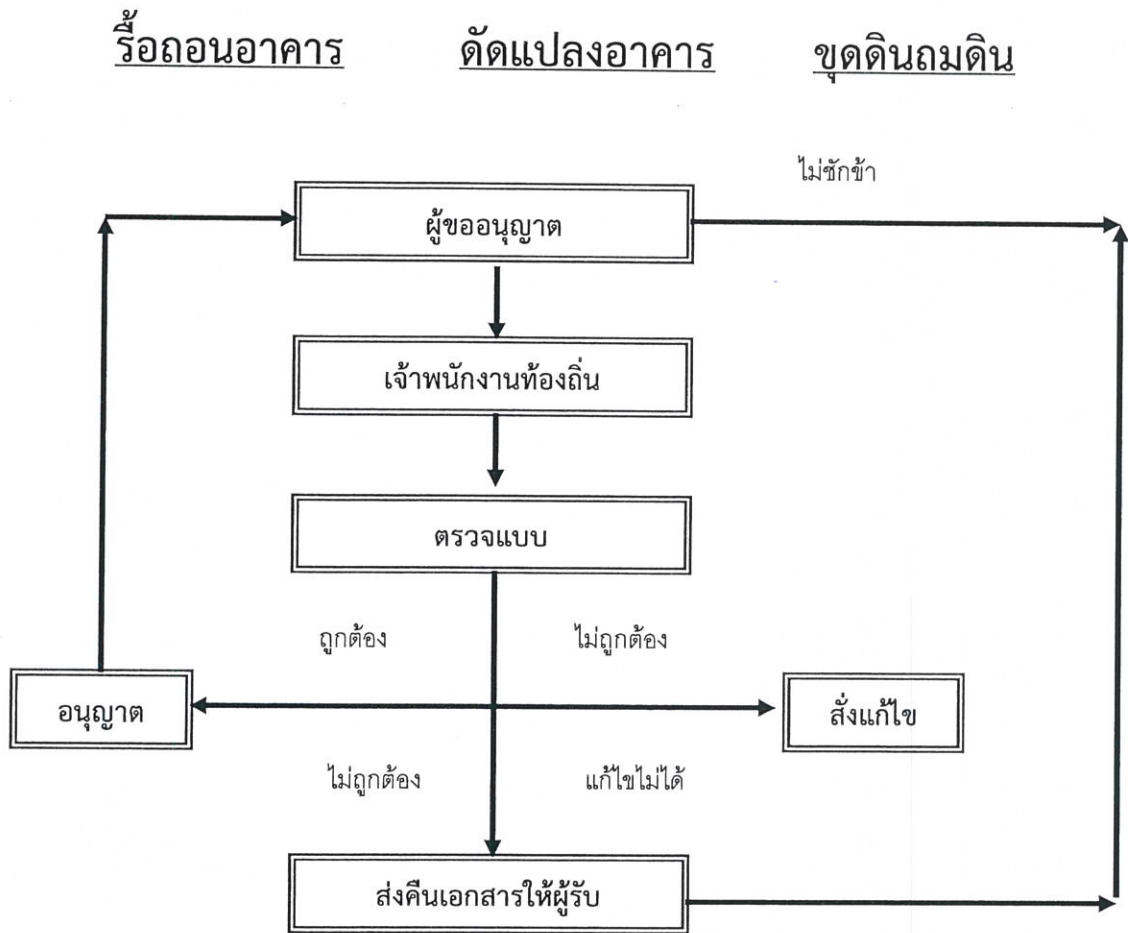 รื้อถอนอาคาร ดัดแปลงอาคาร ขุดดินถมดิน
ไม่ชักข้า
ผู้ขออนุญาต
เจ้าพนักงานท้องถิ่น
ตรวจแบบ
ถูกต้อง ไม่ถูกต้อง
อนุญาต สั่งแก้ไข
ไม่ถูกต้อง แก้ไขไม่ได้
ส่งคืนเอกสารให้ผู้รับ